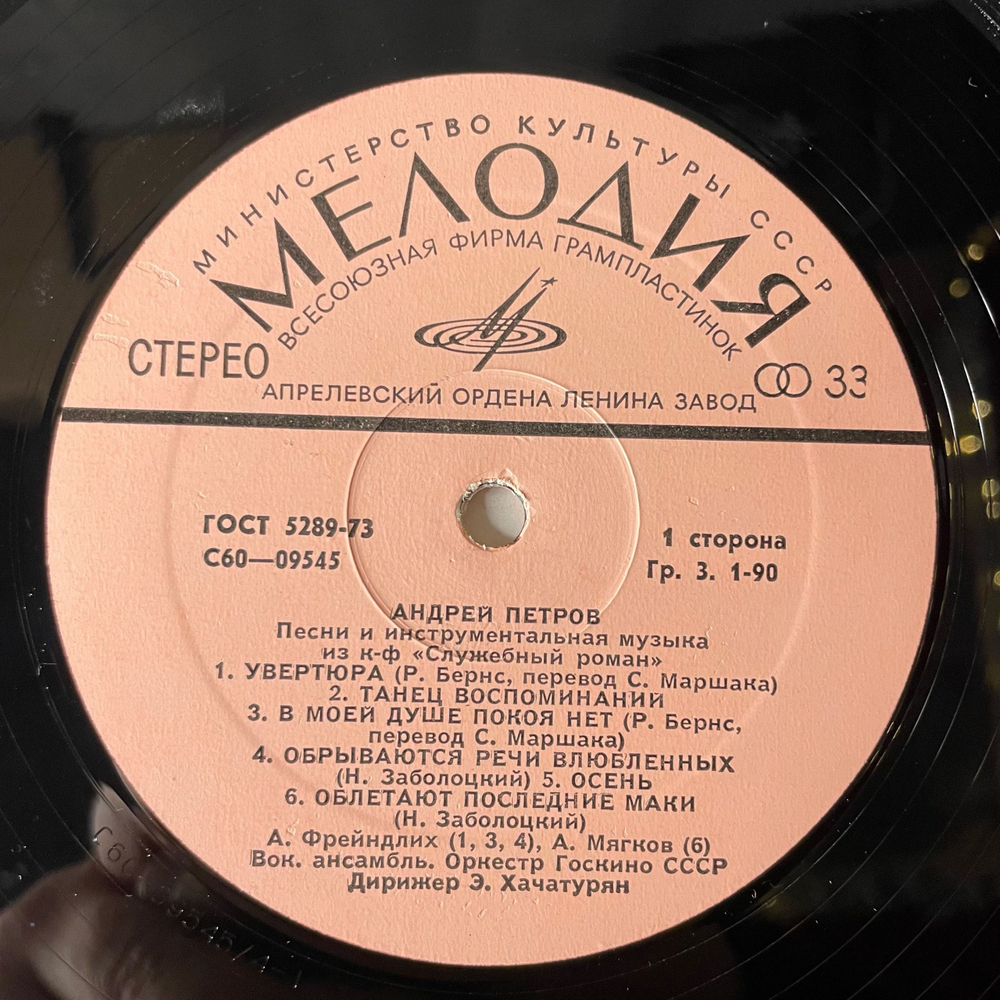 МИНИСТЕРСТВО КУЛЬТУРЫ СССР
МЕЛОДИЯ
ВСЕСОЮЗНАЯ ФИРМА ГРАМПЛАСТИНОК
СТЕРЕО
33
АПРЕЛЕВСКИЙ ОРДЕНА ЛЕНИНА ЗАВОД
ГОСТ 5289-73
1 сторона
С60—09545
Гр. 3. 1-90
АНДРЕЙ ПЕТРОВ
Песни и инструментальная музыка
из к-ф «Служебный роман»
1. УВЕРТЮРА (Р. Бернс, перевод С. Маршака)
2. ТАНЕЦ ВОСПОМИНАНИЙ
3. В МОЕЙ ДУШЕ ПОКОЯ НЕТ (Р. Бернс,
перевод С. Маршака)
4. ОБРЫВАЮТСЯ РЕЧИ ВЛЮБЛЕННЫХ
(Н. Заболоцкий) 5. ОСЕНЬ
6. ОБЛЕТАЮТ ПОСЛЕДНИЕ МАКИ
(Н. Заболоцкий)
А. Фрейндлих (1, 3, 4), А. Мягков (6)
Вок. ансамбль. Оркестр Госкино СССР
Дирижер Э. Хачатурян